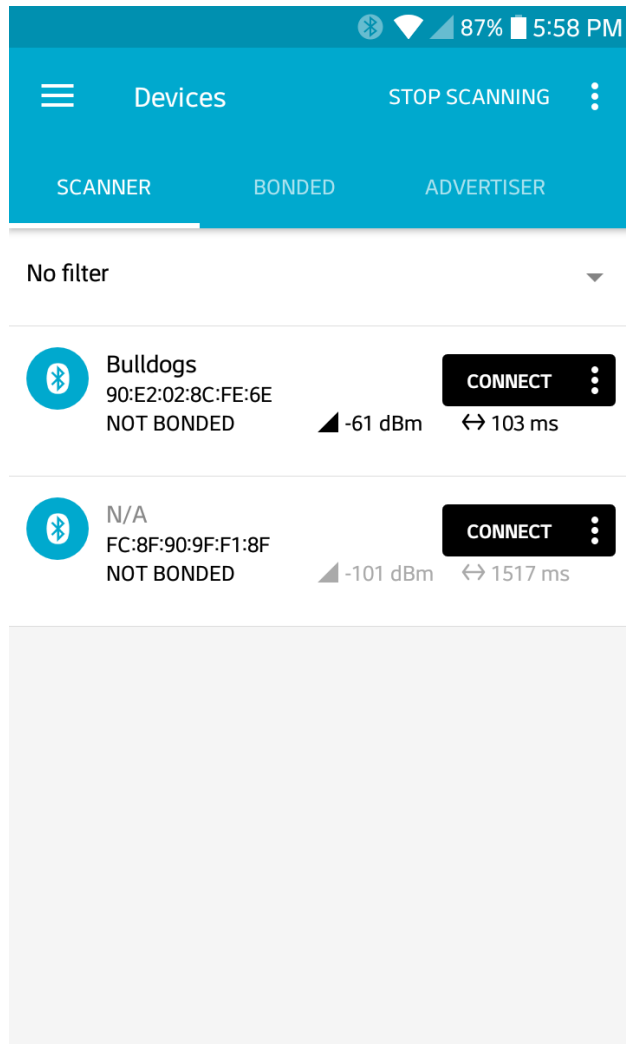 87% 5:58 PM
Devices STOP SCANNING
SCANNER BONDED ADVERTISER
No filter
Bulldogs
CONNECT
90:E2:02:8C:FE:6E
NOT BONDED -61 dBm 103 ms
N/A
CONNECT
FC:8F:90:9F:F1:8F
NOT BONDED -101 dBm 1517 ms